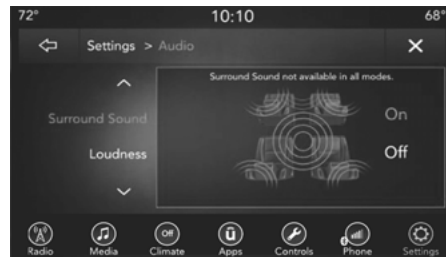 72° 10:10 68°
Settings > Audio
Surround Sound not available in all modes.
Surround Sound On
Loudness Off
Off
Radio Media Climate Apps Controls Phone Settings